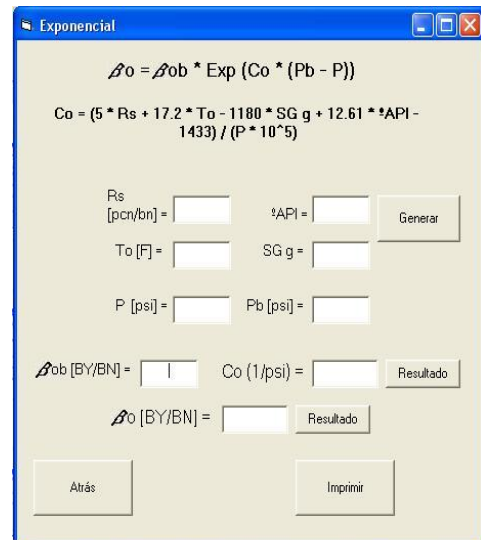 Exponencial
βo = βob * Exp (Co * (Pb - P))
Co = (5 * Rs + 17.2 * To - 1180 * SG g + 12.61 * ºAPI -
1433) / (P * 10^5)
Rs
[pcn/bn] =
ºAPI =
Generar
To [F] =
SG g =
P [psi] =
Pb [psi] =
βob [BY/BN] =
Co (1/psi) =
Resultado
βo [BY/BN] =
Resultado
Atrás
Imprimir